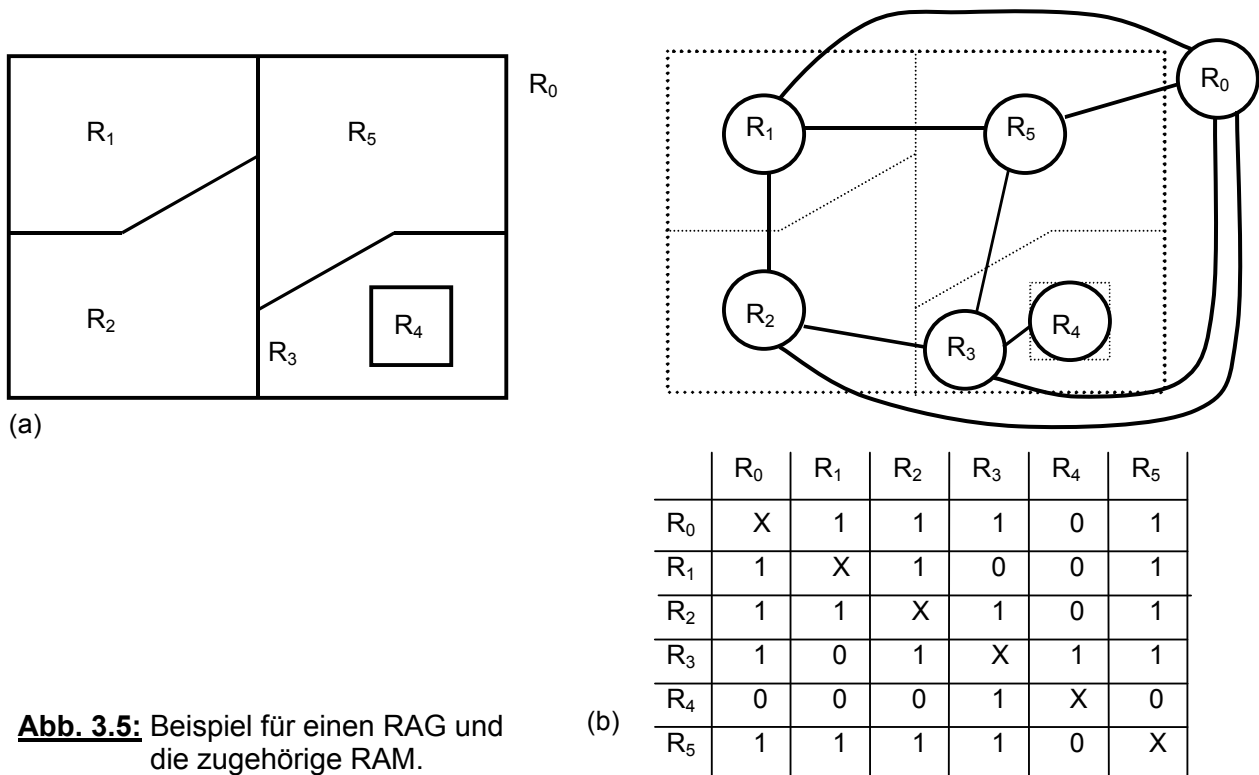 R₀
R₁
R₅
R₂
R₄
R₃
(a)
R₀
R₁
R₅
R₂
R₃
R₄
R₀ R₁ R₂ R₃ R₄ R₅
R₀ X 1 1 1 0 1
R₁ 1 X 1 0 0 1
R₂ 1 1 X 1 0 1
R₃ 1 0 1 X 1 1
R₄ 0 0 0 1 X 0
R₅ 1 1 1 1 0 X
(b)
Abb. 3.5: Beispiel für einen RAG und
die zugehörige RAM.